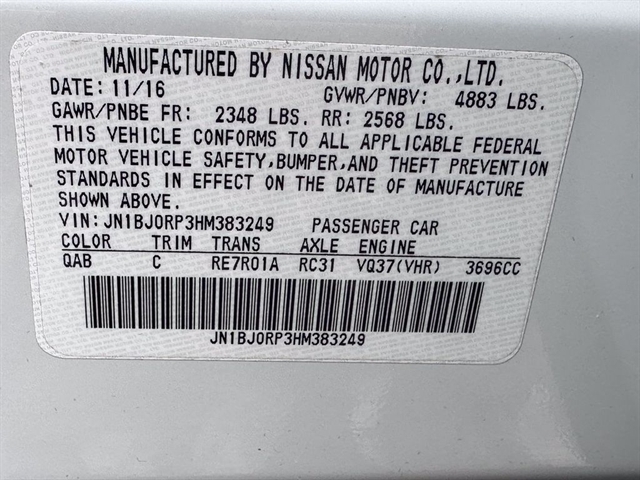 MANUFACTURED BY NISSAN MOTOR CO.,LTD.
DATE: 11/16 GVWR/PNBV: 4883 LBS.
GAWR/PNBE FR: 2348 LBS. RR: 2568 LBS.
THIS VEHICLE CONFORMS TO ALL APPLICABLE FEDERAL
MOTOR VEHICLE SAFETY,BUMPER,AND THEFT PREVENTION
STANDARDS IN EFFECT ON THE DATE OF MANUFACTURE
SHOWN ABOVE.
VIN:JN1BJ0RP3HM383249 PASSENGER CAR
COLOR TRIM TRANS AXLE ENGINE
QAB C RE7R01A RC31 VQ37(VHR) 3696CC
JN1BJ0RP3HM383249